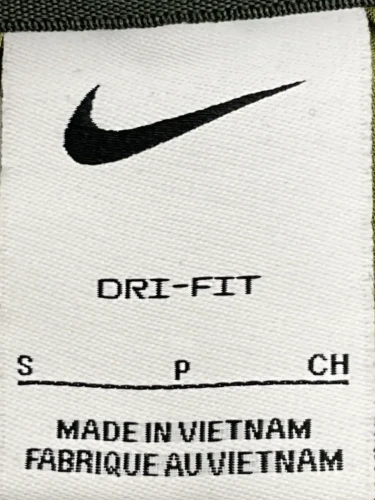 DRI-FIT
S P CH
MADE IN VIETNAM
FABRIQUE AU VIETNAM